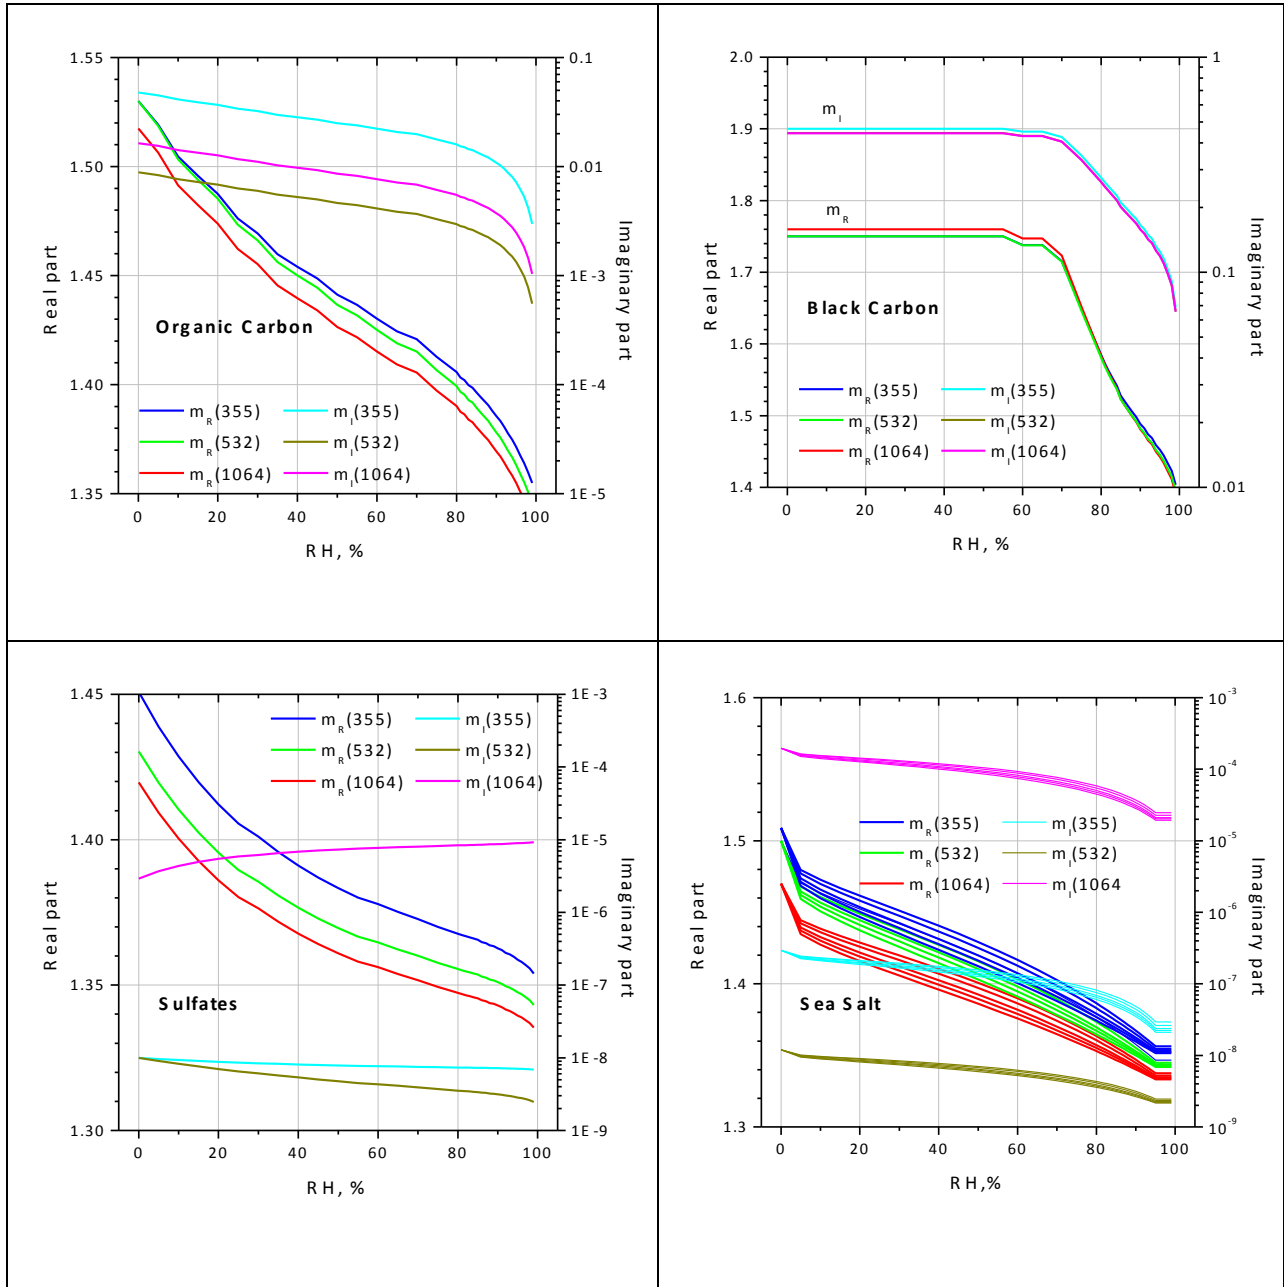 1.55
1.50
1.45
1.40
1.35
0.1
0.01
1E-3
1E-4
1E-5
Real part
Imaginary part
Organic Carbon
m_R(355) m_I(355)
m_R(532) m_I(532)
m_R(1064) m_I(1064)
0 20 40 60 80 100
RH, %
2.0
1.9
1.8
1.7
1.6
1.5
1.4
1
0.1
0.01
Real part
Imaginary part
m_I
m_R
Black Carbon
m_R(355) m_I(355)
m_R(532) m_I(532)
m_R(1064) m_I(1064)
0 20 40 60 80 100
RH, %
1.45
1.40
1.35
1.30
1E-3
1E-4
1E-5
1E-6
1E-7
1E-8
1E-9
Real part
Imaginary part
m_R(355) m_I(355)
m_R(532) m_I(532)
m_R(1064) m_I(1064)
Sulfates
0 20 40 60 80 100
RH, %
1.6
1.5
1.4
1.3
10^-3
10^-4
10^-5
10^-6
10^-7
10^-8
10^-9
Real part
Imaginary part
m_R(355) m_I(355)
m_R(532) m_I(532)
m_R(1064) m_I(1064
Sea Salt
0 20 40 60 80 100
RH,%